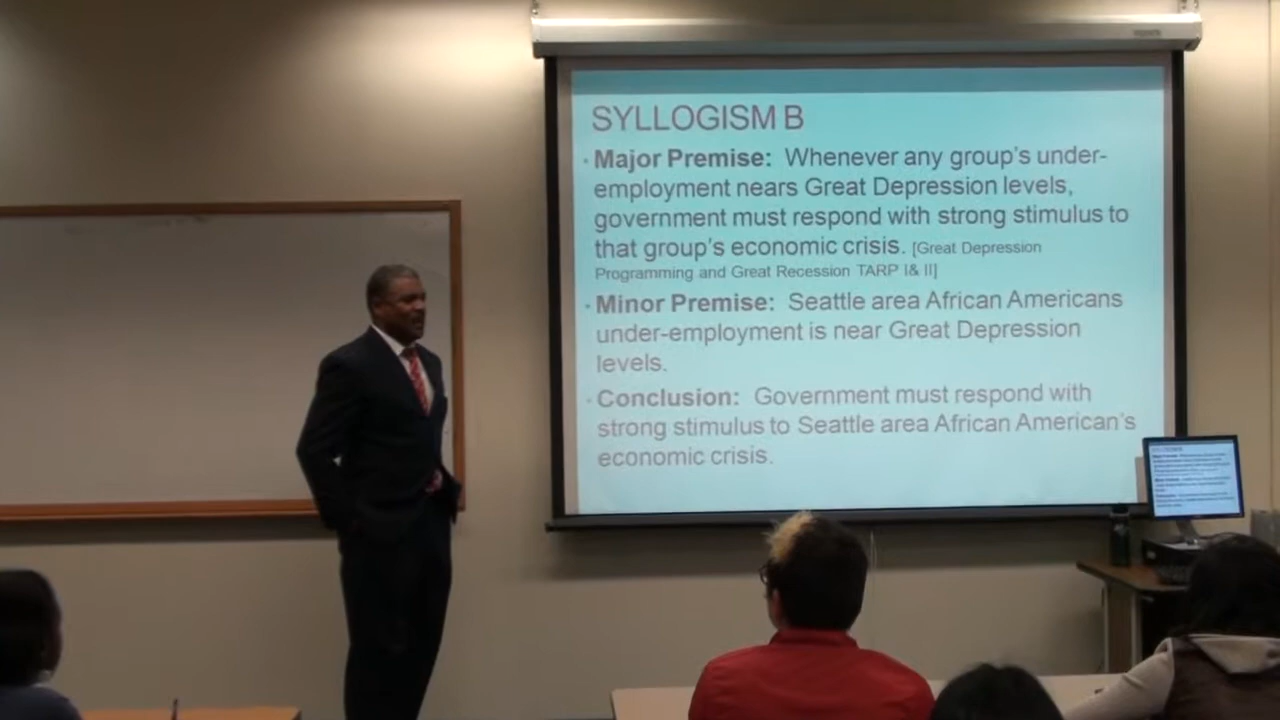 SYLLOGISM B
· Major Premise: Whenever any group's under-
employment nears Great Depression levels,
government must respond with strong stimulus to
that group's economic crisis. [Great Depression
Programming and Great Recession TARP I& II]
· Minor Premise: Seattle area African Americans
under-employment is near Great Depression
levels.
· Conclusion: Government must respond with
strong stimulus to Seattle area African American's
economic crisis.